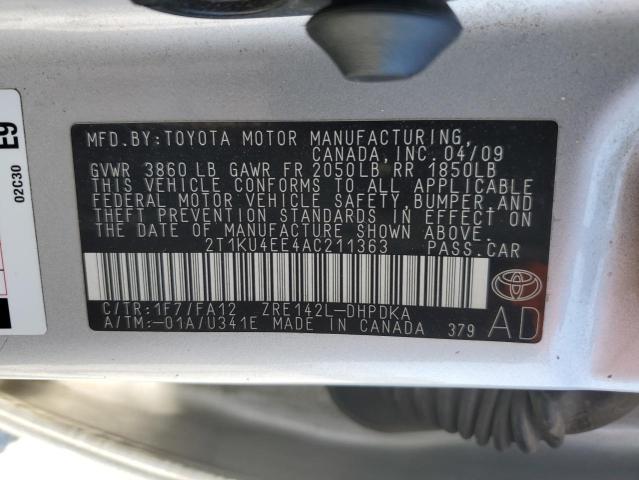 E9
02C30
MFD.BY:TOYOTA MOTOR MANUFACTURING,
CANADA, INC. 04/09
GVWR 3860 LB GAWR FR 2050LB RR 1850LB
THIS VEHICLE CONFORMS TO ALL APPLICABLE
FEDERAL MOTOR VEHICLE SAFETY,BUMPER,AND
THEFT PREVENTION STANDARDS IN EFFECT ON
THE DATE OF MANUFACTURE SHOWN ABOVE.
2T1KU4EE4AC211363 PASS.CAR
C/TR:1F7/FA12 ZRE142L-DHPDKA
A/TM:-01A/U341E MADE IN CANADA 379
AD